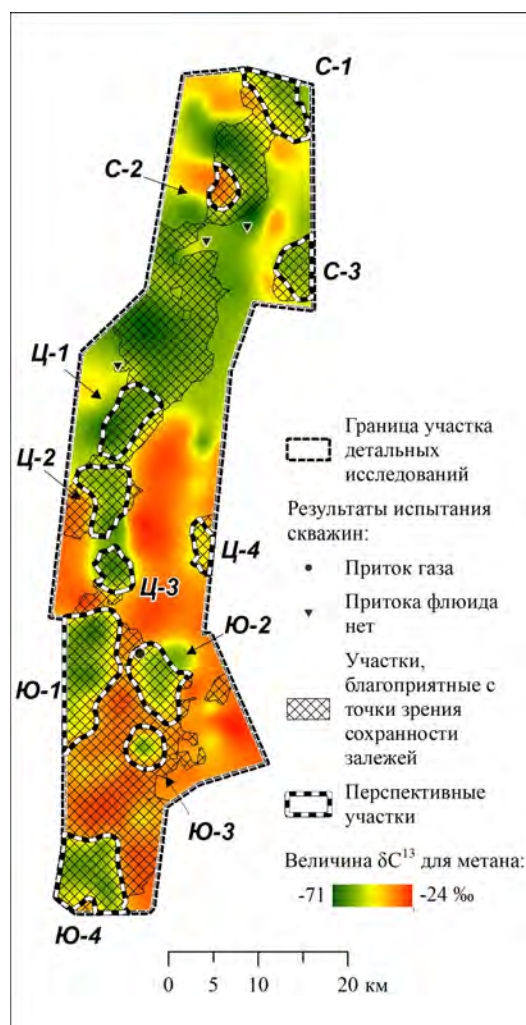 С-1
С-2
С-3
Ц-1
Ц-2
Ц-3
Ц-4
Ю-1
Ю-2
Ю-3
Ю-4
Граница участка
детальных
исследований
Результаты испытания
скважин:
Приток газа
Притока флюида
нет
Участки,
благоприятные с
точки зрения
сохранности
залежей
Перспективные
участки
Величина δC¹³ для метана:
-71 -24 ‰
0 5 10 20
км